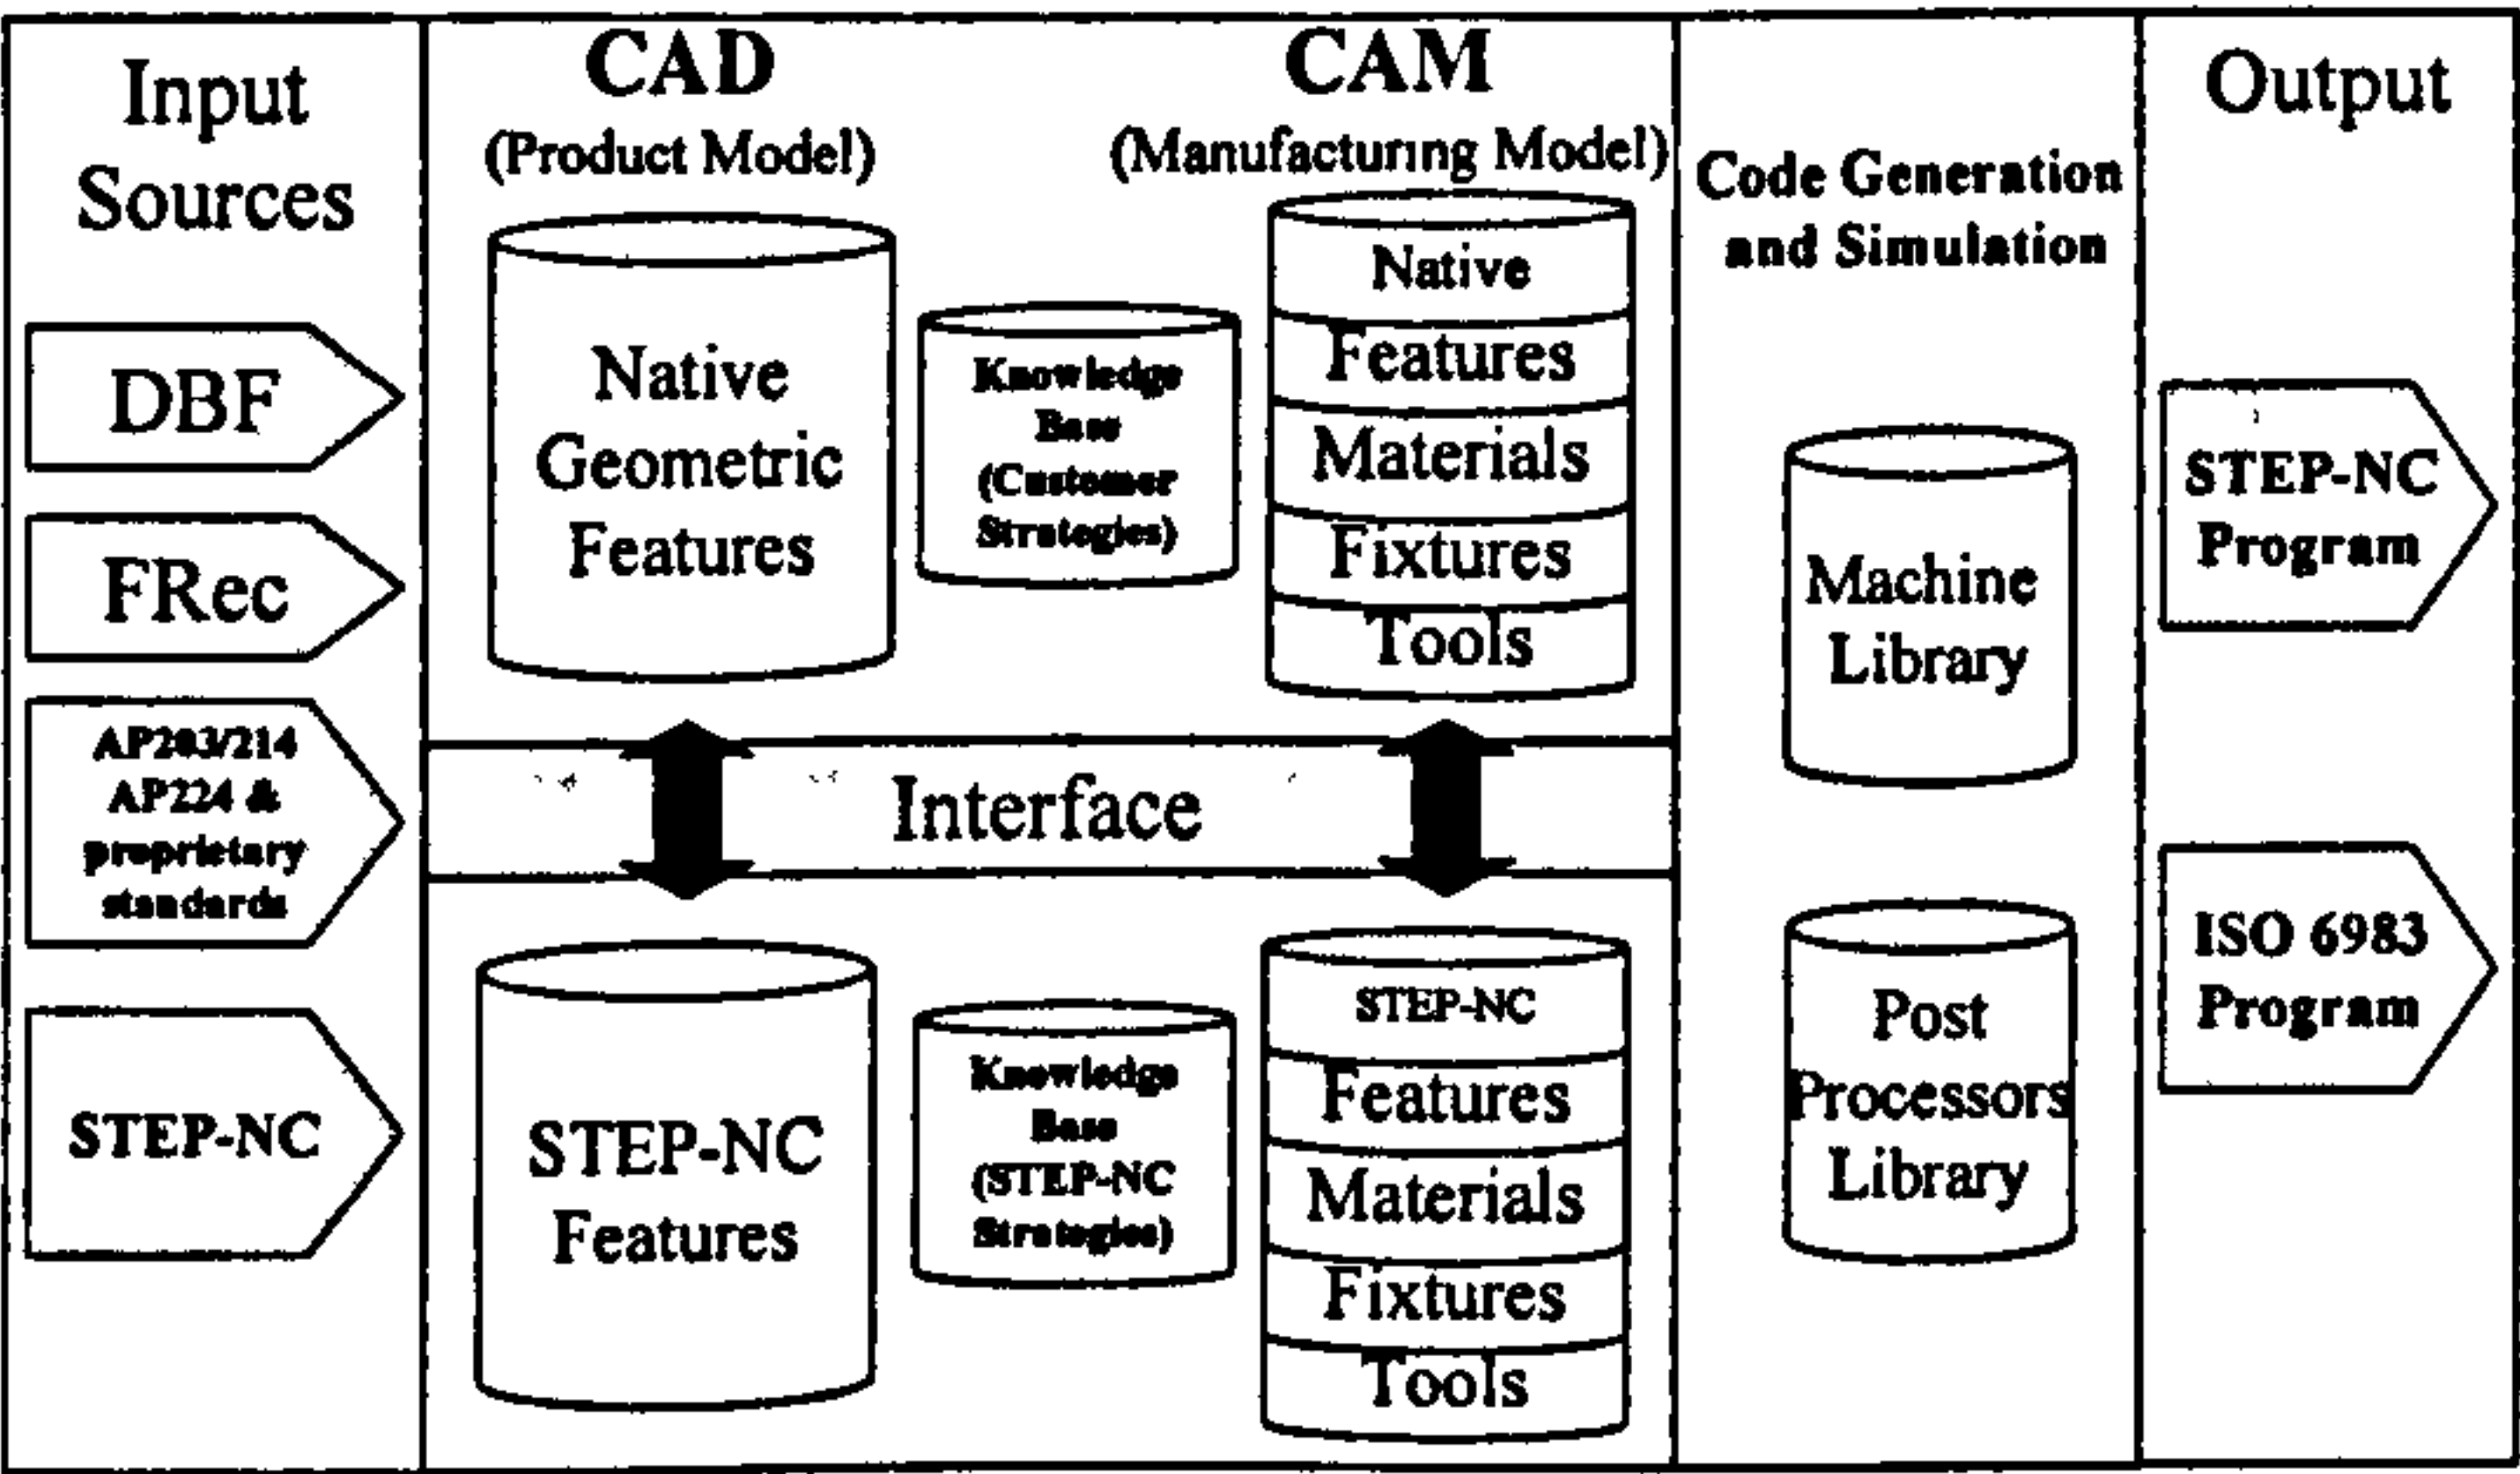 Input
Sources
DBF
FRec
AP203/214
AP224 &
proprietary
standards
STEP-NC
CAD
(Product Model)
Native
Geometric
Features
Knowledge
Base
(Customer
Strategies)
CAM
(Manufacturing Model)
Native
Features
Materials
Fixtures
Tools
Interface
STEP-NC
Features
Knowledge
Base
(STEP-NC
Strategies)
STEP-NC
Features
Materials
Fixtures
Tools
Code Generation
and Simulation
Machine
Library
Post
Processors
Library
Output
STEP-NC
Program
ISO 6983
Program